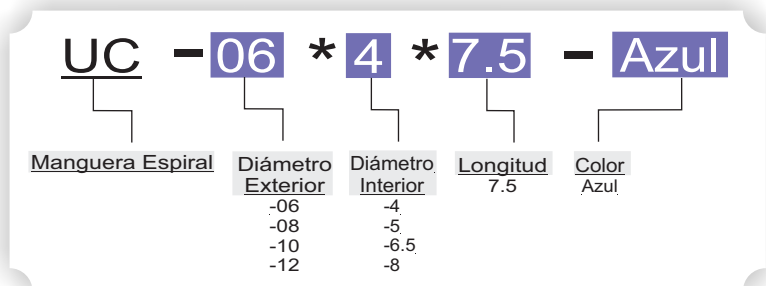 UC -06 * 4 * 7.5 - Azul
Manguera Espiral
Diámetro
Exterior
-06
-08
-10
-12
Diámetro
Interior
-4
-5
-6.5
-8
Longitud
7.5
Color
Azul